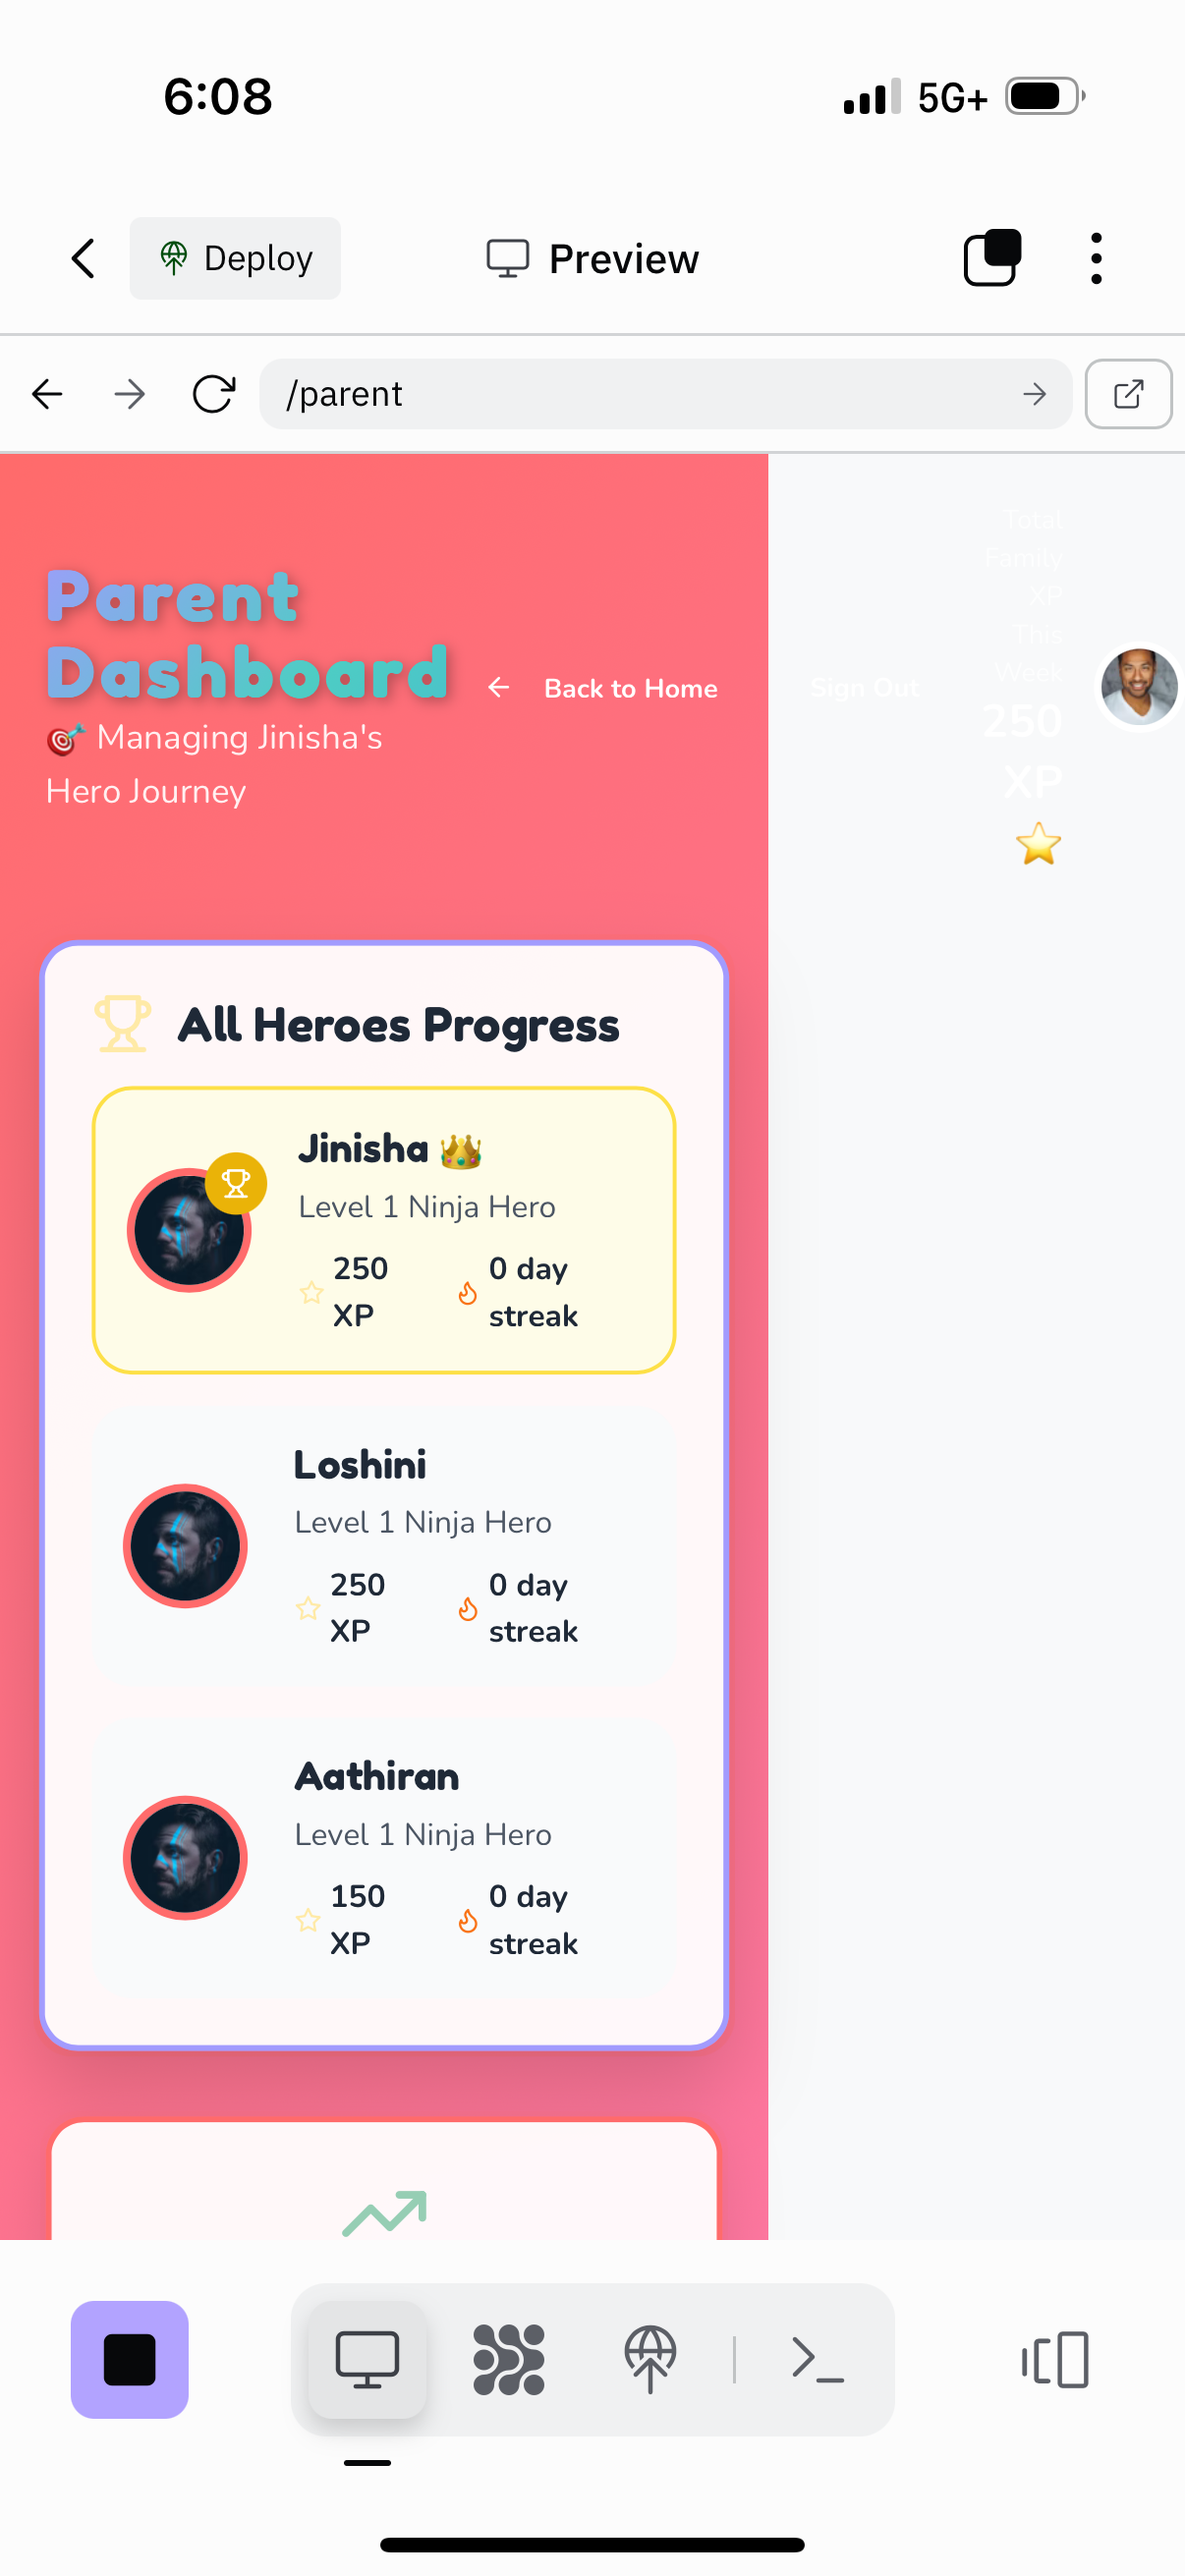 6:08
5G+
Deploy
Preview
/parent
Parent
Dashboard
Back to Home
Sign Out
Total
Family
XP
This
Week
250
XP
Managing Jinisha's
Hero Journey
All Heroes Progress
Jinisha
Level 1 Ninja Hero
250
XP
0 day
streak
Loshini
Level 1 Ninja Hero
250
XP
0 day
streak
Aathiran
Level 1 Ninja Hero
150
XP
0 day
streak